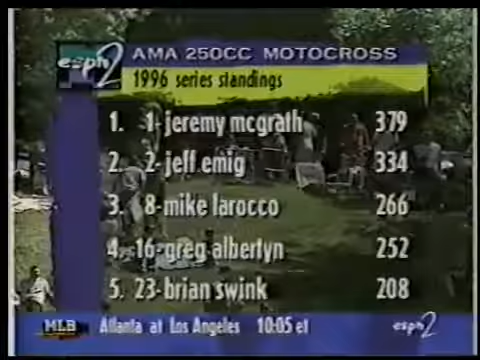 espn2 AMA 250CC MOTOCROSS
1996 series standings
1. 1-jeremy mcgrath 379
2. 2-jeff emig 334
3. 8-mike larocco 266
4. 16-greg albertyn 252
5. 23-brian swink 208
MLB Atlanta at Los Angeles 10:05 et espn2